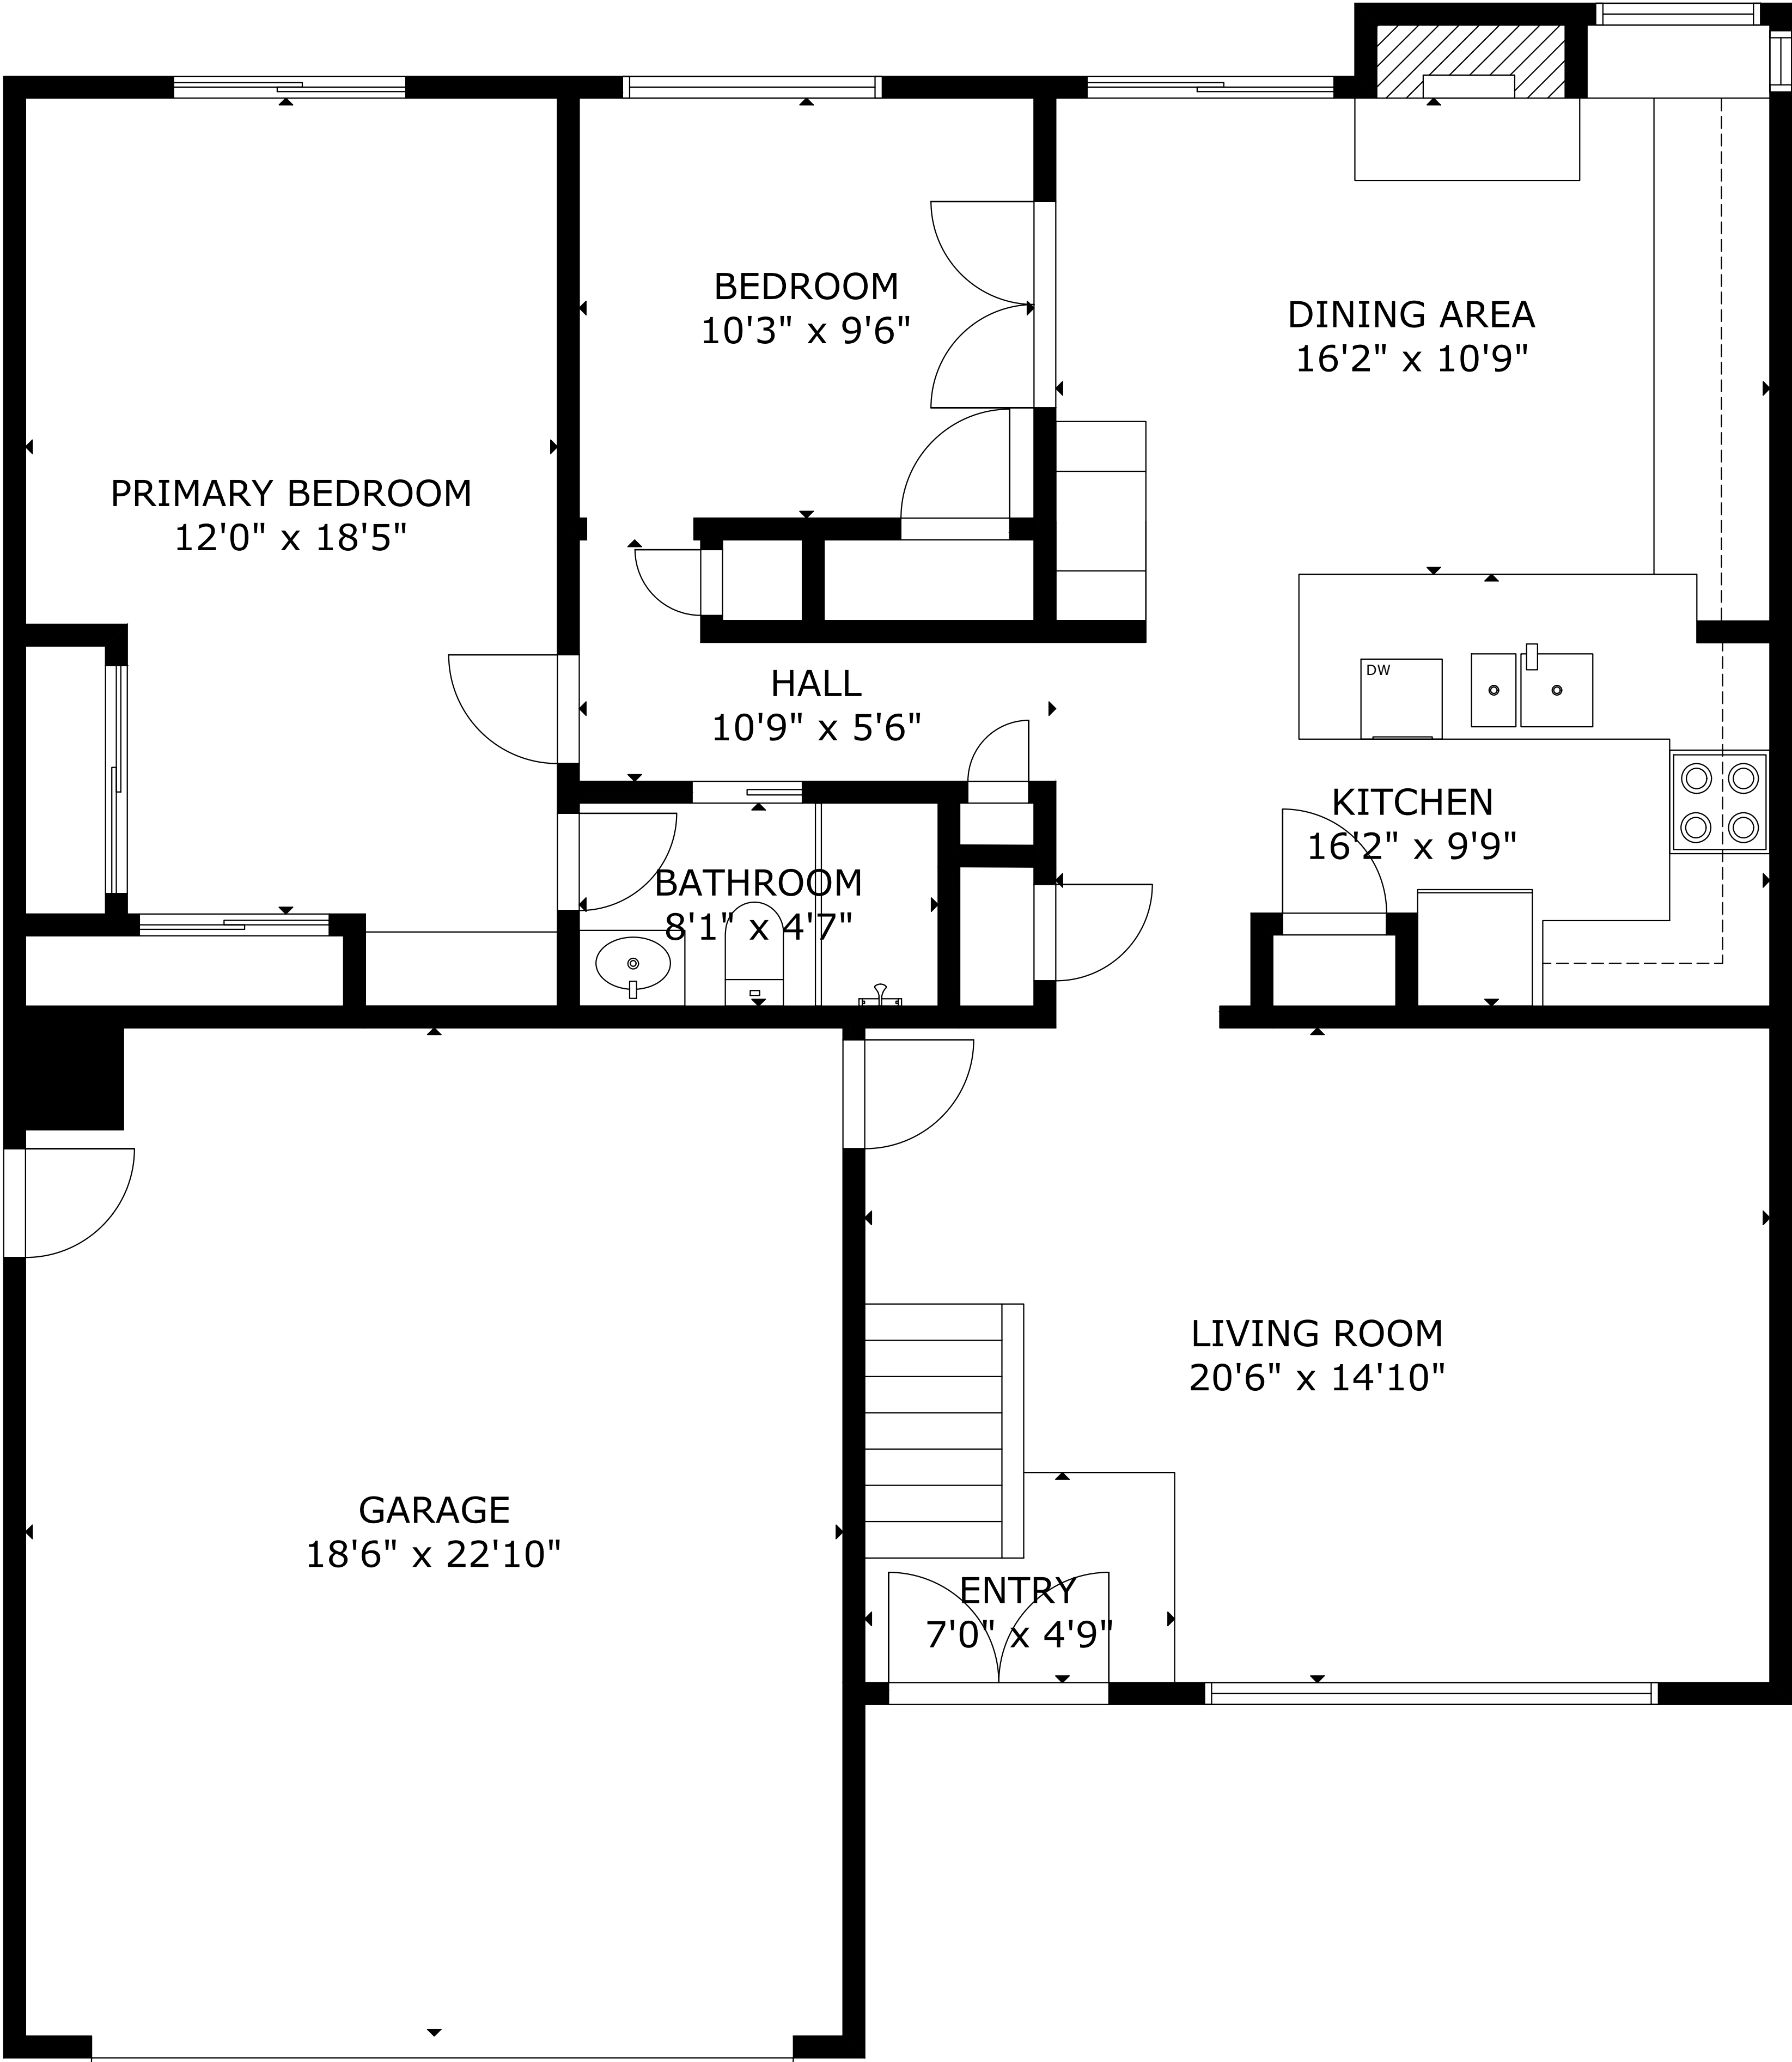 BEDROOM
10'3" x 9'6"
DINING AREA
16'2" x 10'9"
PRIMARY BEDROOM
12'0" x 18'5"
DW
HALL
10'9" x 5'6"
KITCHEN
16'2" x 9'9"
BATHROOM
8'1" x 4'7"
LIVING ROOM
20'6" x 14'10"
GARAGE
18'6" x 22'10"
ENTRY
7'0" x 4'9"